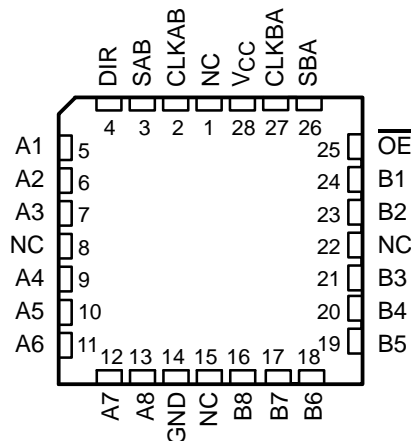 DIR SAB CLKAB NC VCC CLKBA SBA
4 3 2 1 28 27 26
A1 5 25 OE
A2 6 24 B1
A3 7 23 B2
NC 8 22 NC
A4 9 21 B3
A5 10 20 B4
A6 11 19 B5
12 13 14 15 16 17 18
A7 A8 GND NC B8 B7 B6